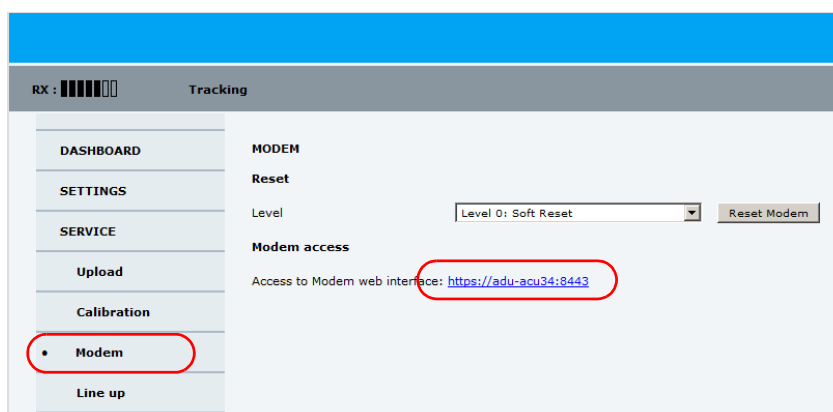 RX : Tracking
DASHBOARD
SETTINGS
SERVICE
Upload
Calibration
• Modem
Line up
MODEM
Reset
Level Level 0: Soft Reset Reset Modem
Modem access
Access to Modem web interface: https://adu-acu34:8443